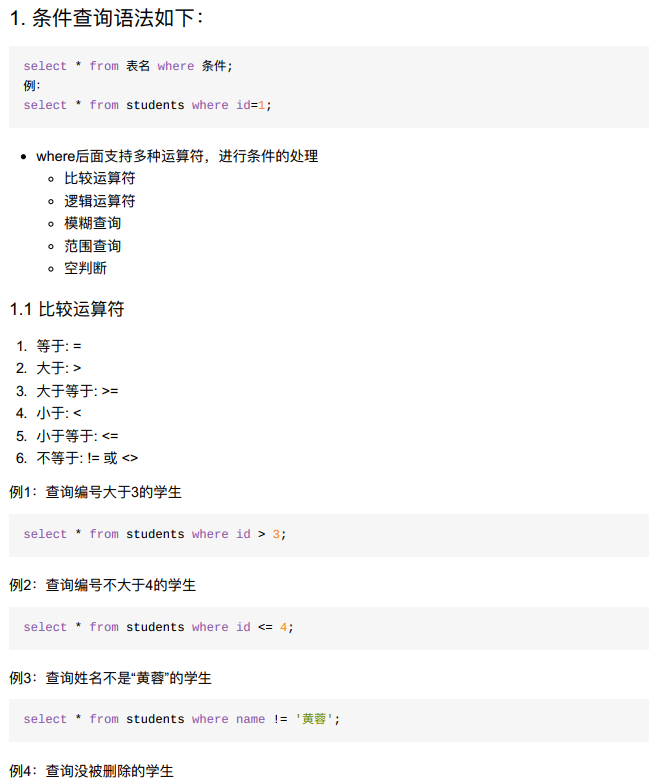 1. 条件查询语法如下：
select * from 表名 where 条件;
例：
select * from students where id=1;
where后面支持多种运算符，进行条件的处理
比较运算符
逻辑运算符
模糊查询
范围查询
空判断
1.1 比较运算符
1. 等于: =
2. 大于: >
3. 大于等于: >=
4. 小于: <
5. 小于等于: <=
6. 不等于: != 或 <>
例1：查询编号大于3的学生
select * from students where id > 3;
例2：查询编号不大于4的学生
select * from students where id <= 4;
例3：查询姓名不是“黄蓉”的学生
select * from students where name != '黄蓉';
例4：查询没被删除的学生